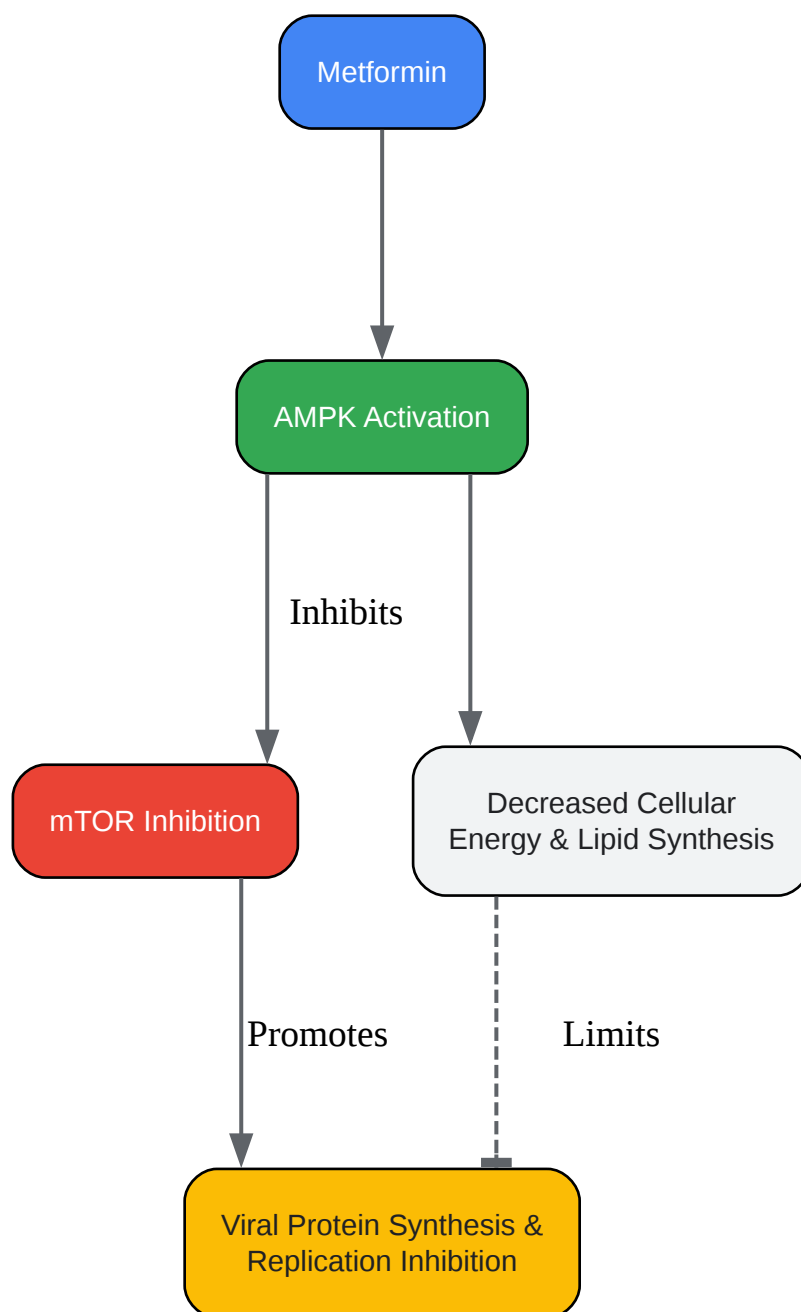 Metformin
AMPK Activation
Inhibits
mTOR Inhibition
Decreased Cellular
Energy & Lipid Synthesis
Promotes
Limits
Viral Protein Synthesis &
Replication Inhibition